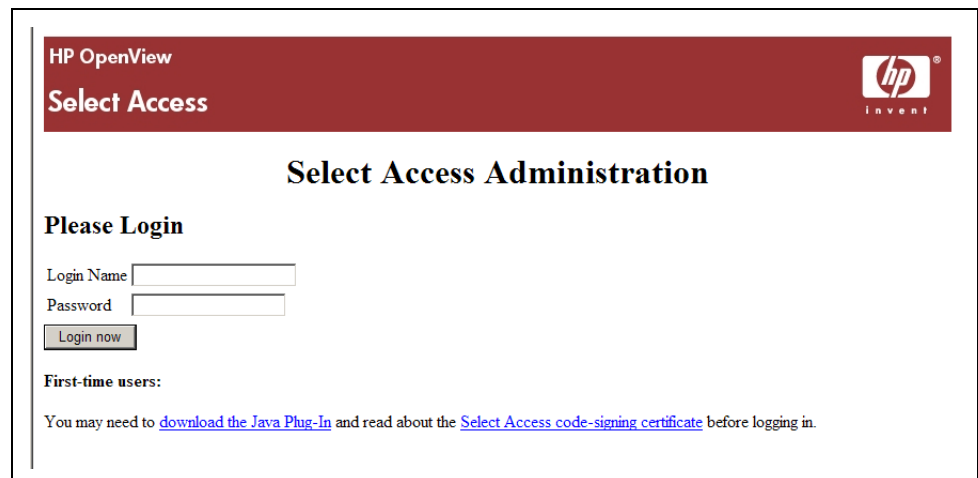 HP OpenView
Select Access
hp
®
invent
Select Access Administration
Please Login
Login Name
Password
Login now
First-time users:
You may need to download the Java Plug-In and read about the Select Access code-signing certificate before logging in.